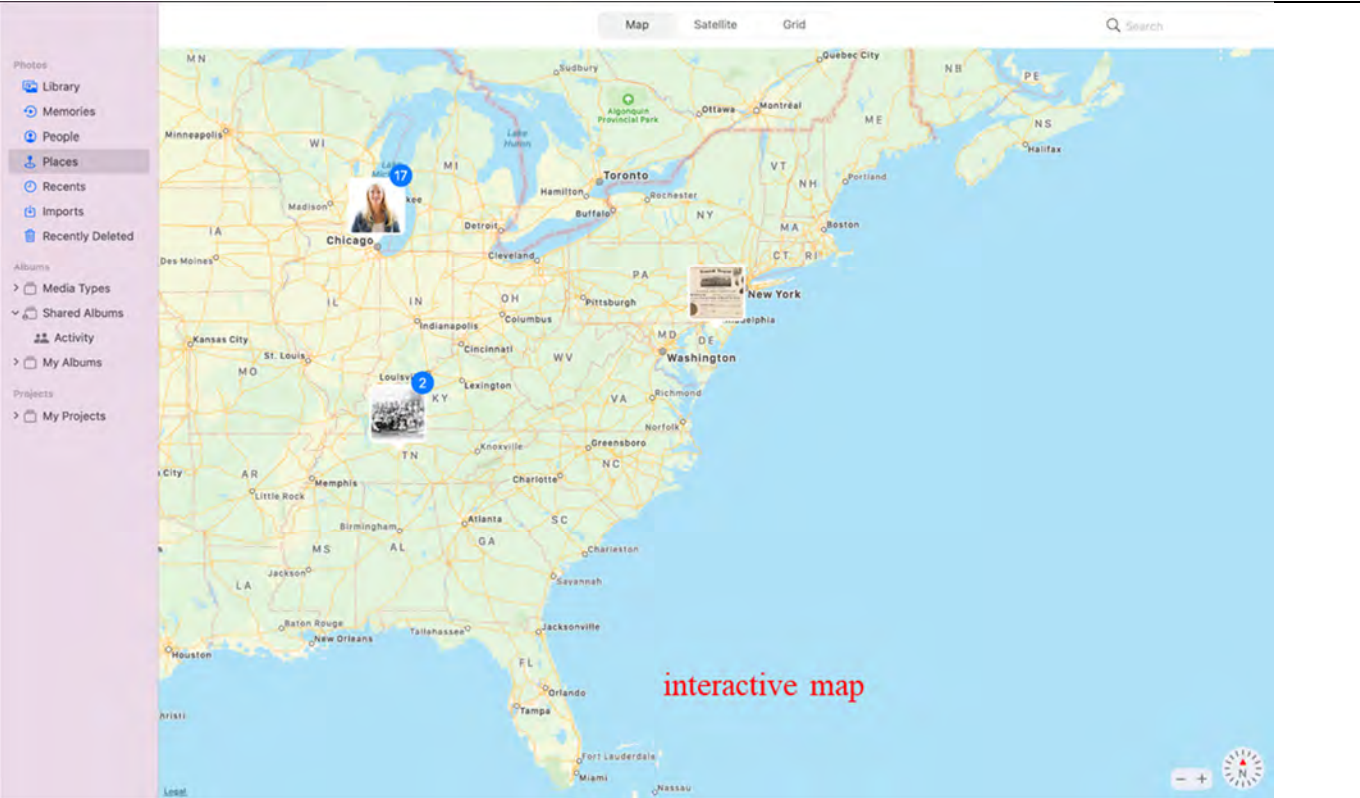 Map Satellite Grid
Search
Photos
Library
Memories
People
Places
Recents
Imports
Recently Deleted
Albums
Media Types
Shared Albums
Activity
My Albums
Projects
My Projects
MN
Sudbury
Quebec City
NB
PE
Algonquin
Provincial Park
Ottawa
Montréal
ME
NS
Halifax
Minneapolis
WI
Lake
Huron
MI
Lake
17
Toronto
VT
NH
Portland
Hamilton
Rochester
Madison
kee
Buffalo
NY
IA
Detroit
MA
Boston
Chicago
Des Moines
Cleveland
CT RI
PA
IL
IN
OH
Pittsburgh
New York
Indianapolis
Columbus
delphia
MD
DE
Kansas City
Cincinnati
St. Louis
WV
Washington
MO
Louisv
2
Lexington
KY
VA
Richmond
Norfolk
Knoxville
Greensboro
TN
NC
City
AR
Memphis
Charlotte
Little Rock
Birmingham
Atlanta
SC
MS
AL
GA
Charleston
Jackson
LA
Savannah
Baton Rouge
Tallahassee
Jacksonville
New Orleans
Houston
FL
interactive map
Orlando
Tampa
hristi
Fort Lauderdale
Miami
N
Legal
Nassau